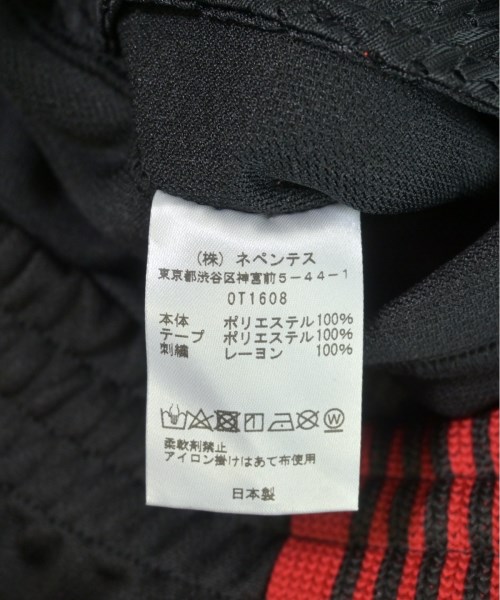 (株) ネペンテス
東京都渋谷区神宮前5-44-1
OT1608
本体 ポリエステル100%
テープ ポリエステル100%
刺繍 レーヨン 100%
柔軟剤禁止
アイロン掛けはあて布使用
日本製